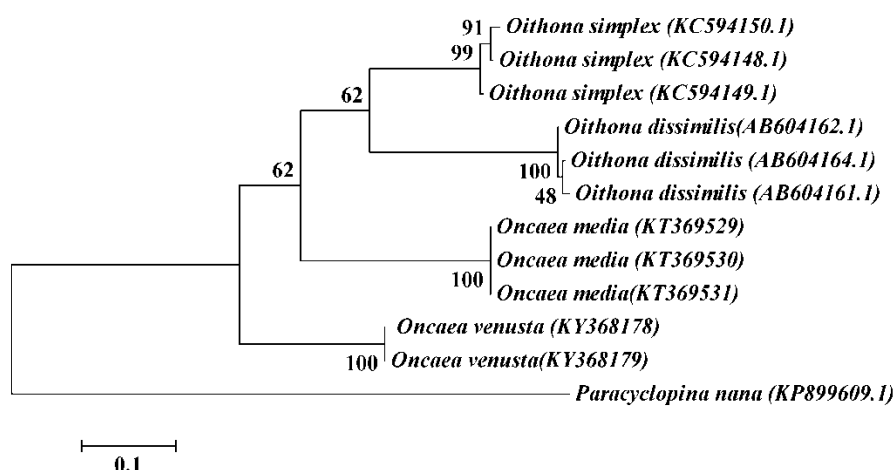 91
Oithona simplex (KC594150.1)
99
Oithona simplex (KC594148.1)
Oithona simplex (KC594149.1)
62
Oithona dissimilis(AB604162.1)
100
Oithona dissimilis (AB604164.1)
48
Oithona dissimilis (AB604161.1)
62
Oncaea media (KT369529)
Oncaea media (KT369530)
100
Oncaea media(KT369531)
Oncaea venusta (KY368178)
100
Oncaea venusta(KY368179)
Paracyclopina nana (KP899609.1)
0.1